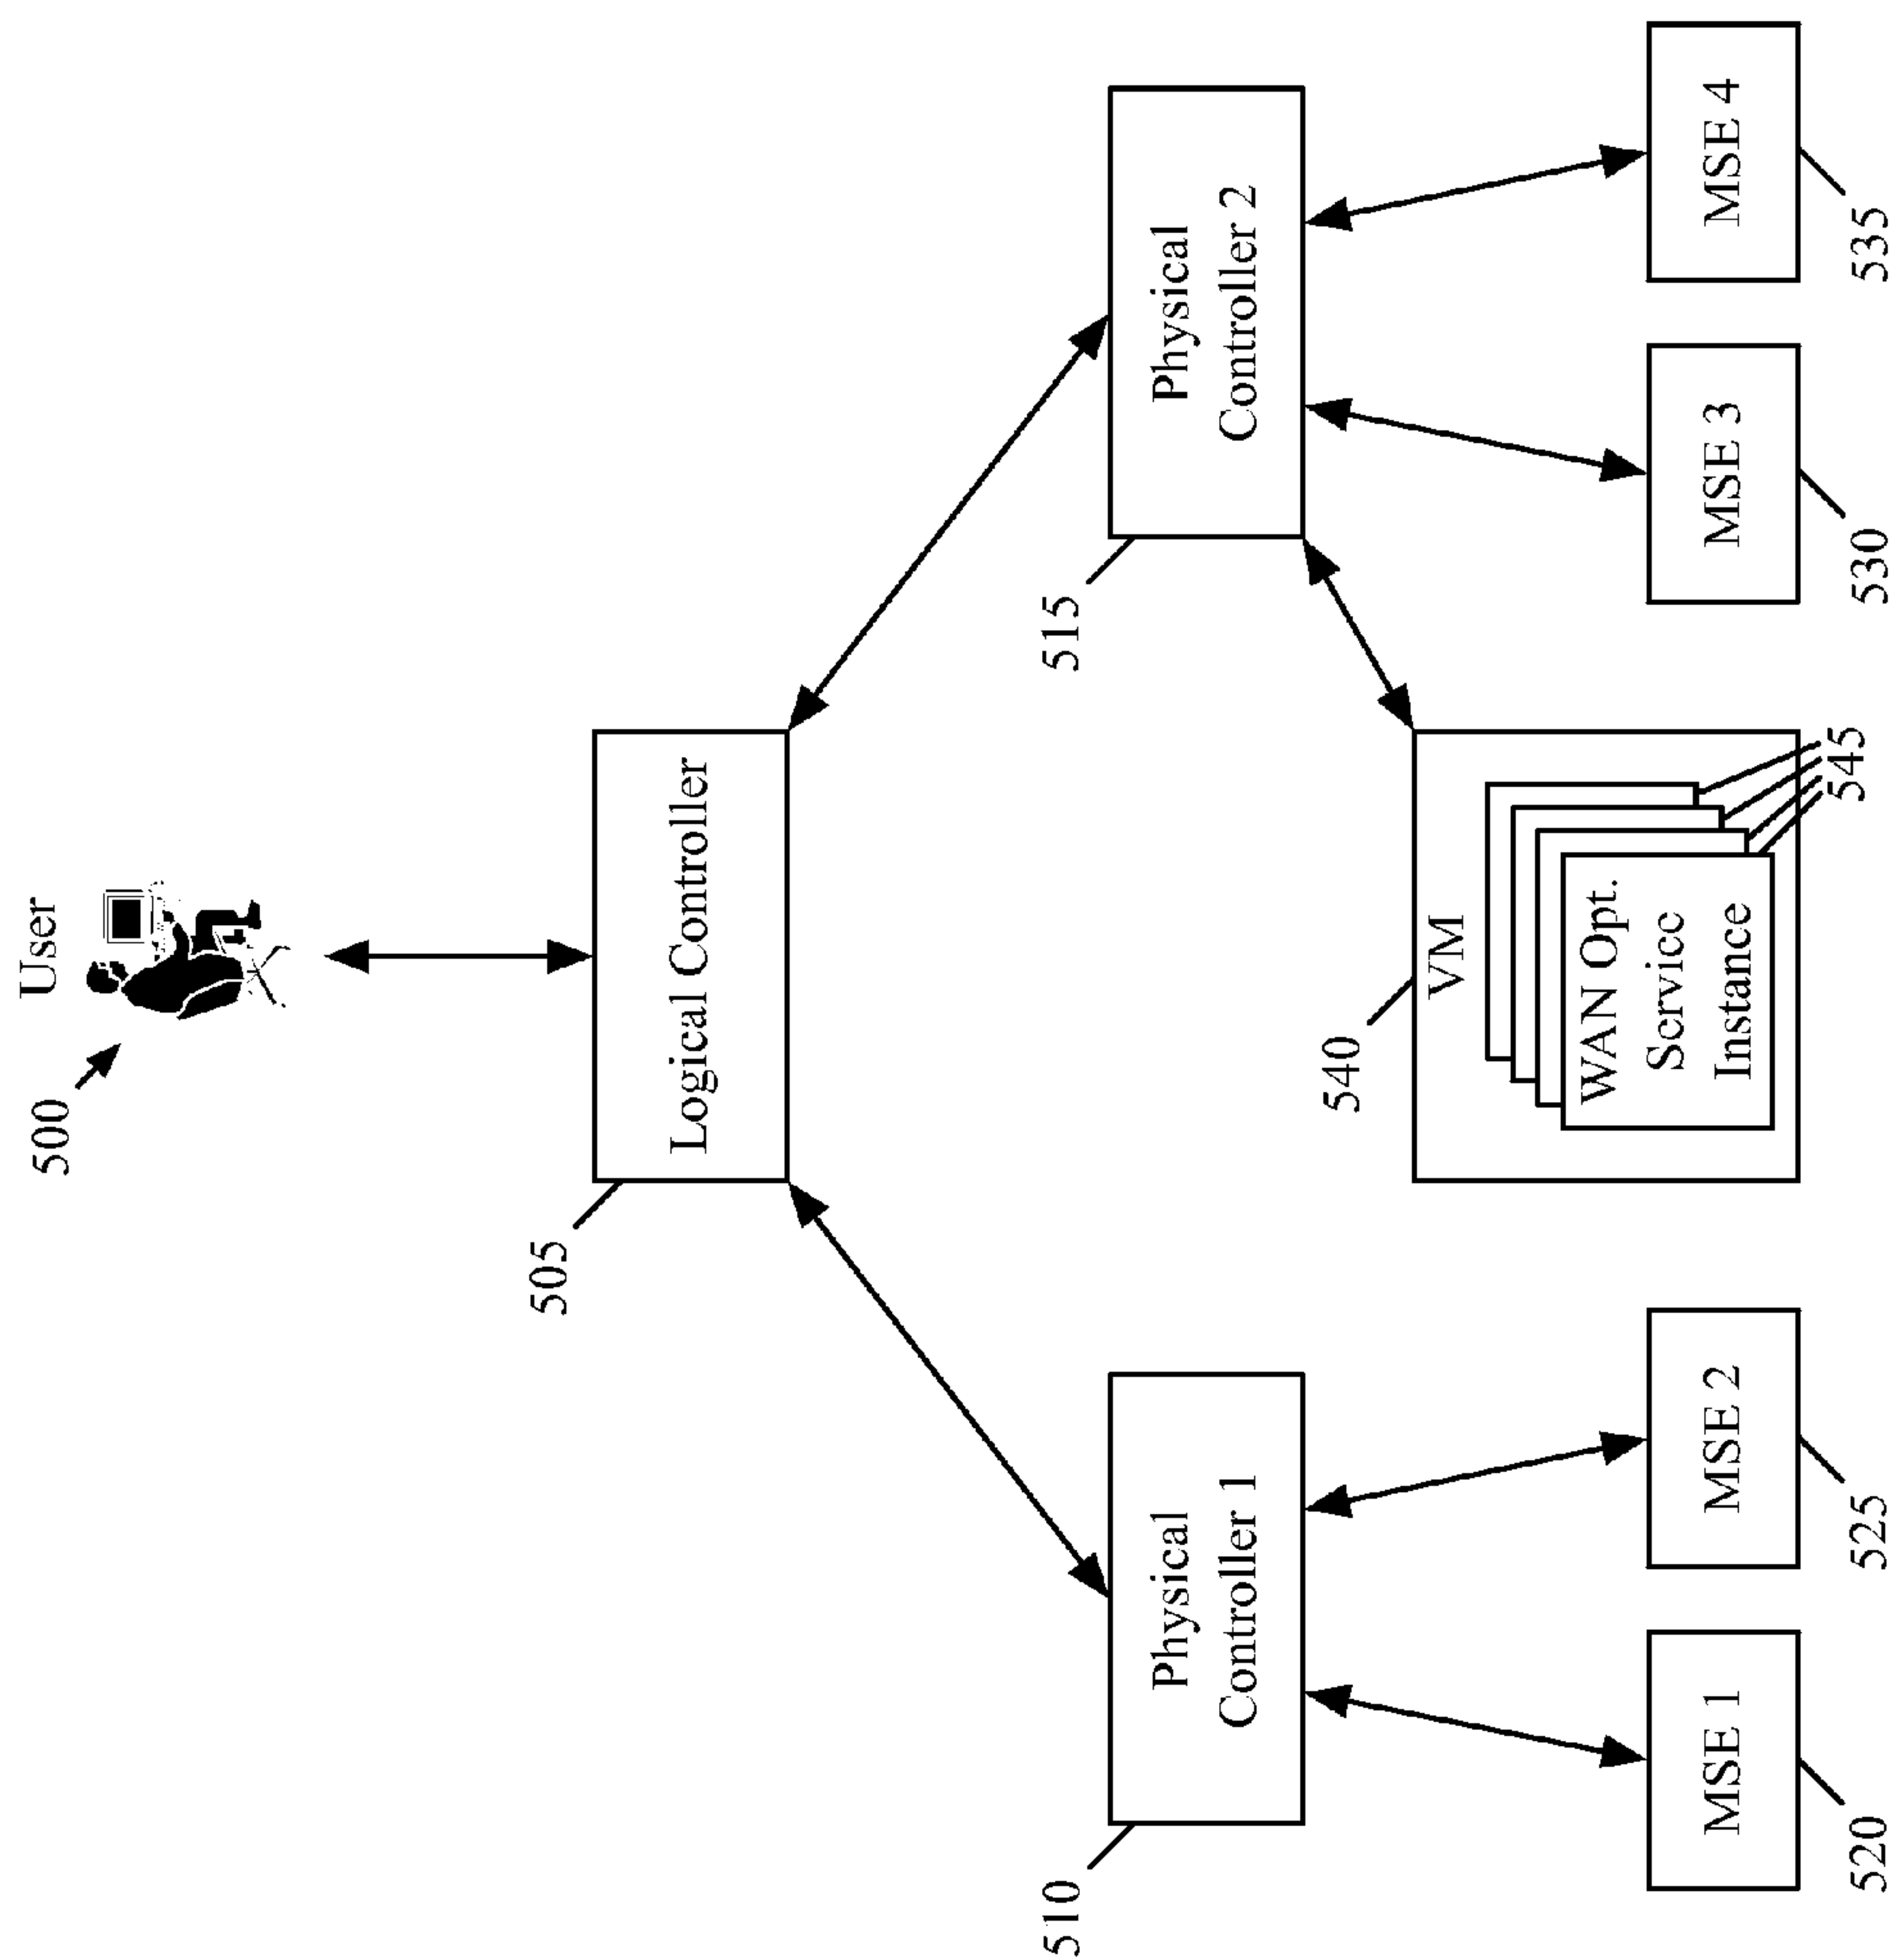 User
500
Logical Controller
505
Physical
Controller 1
510
Physical
Controller 2
515
VM
540
WAN Opt.
Service
Instance
545
MSE 1
520
MSE 2
525
MSE 3
530
MSE 4
535